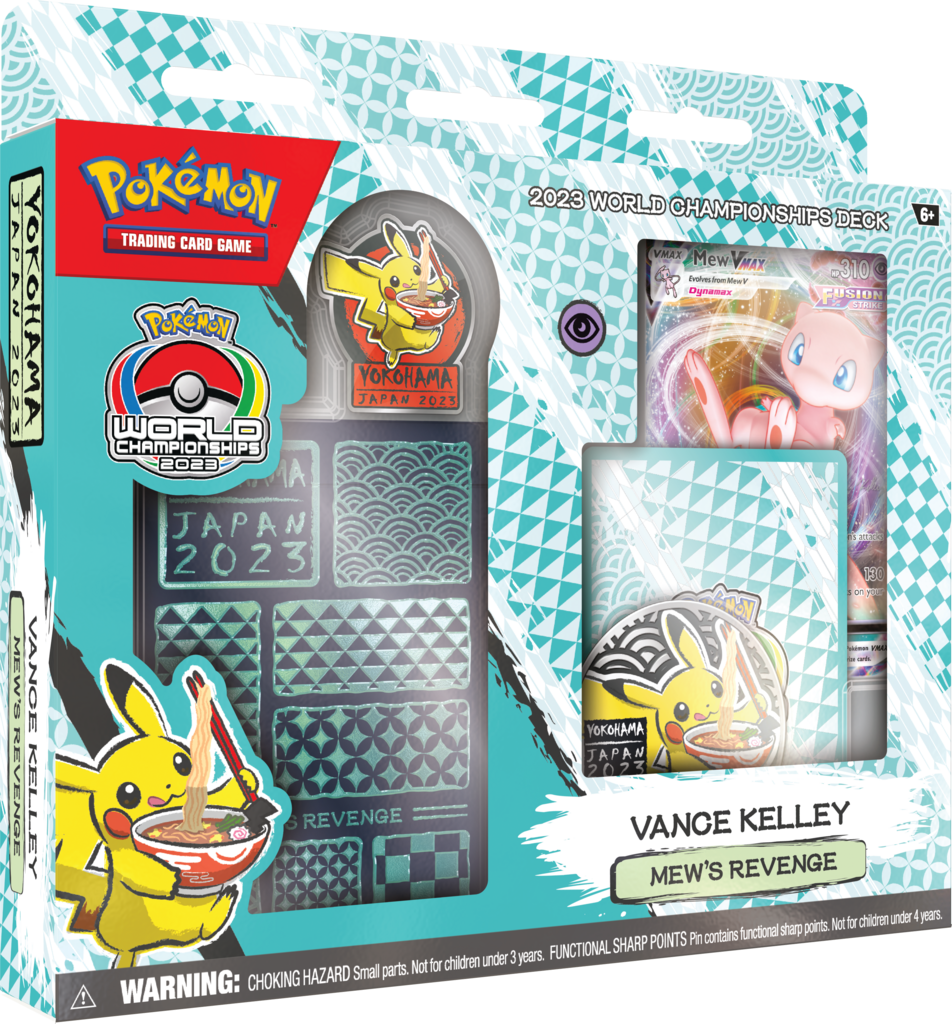 2023 WORLD CHAMPIONSHIPS DECK
6+
POKéMON
TRADING CARD GAME
YOKOHAMA
JAPAN 2023
POKéMON
WORLD
CHAMPIONSHIPS
2023
YOKOHAMA
JAPAN 2023
VMAX Mew VMAX HP 310
Evolves from Mew V
Dynamax
FUSION
STRIKE
JAPAN
2023
130
POKéMON
YOKOHAMA
JAPAN
2023
REVENGE
VANCE KELLEY
MEW'S REVENGE
VANCE KELLEY
MEW'S REVENGE
WARNING: CHOKING HAZARD Small parts. Not for children under 3 years. FUNCTIONAL SHARP POINTS Pin contains functional sharp points. Not for children under 4 years.